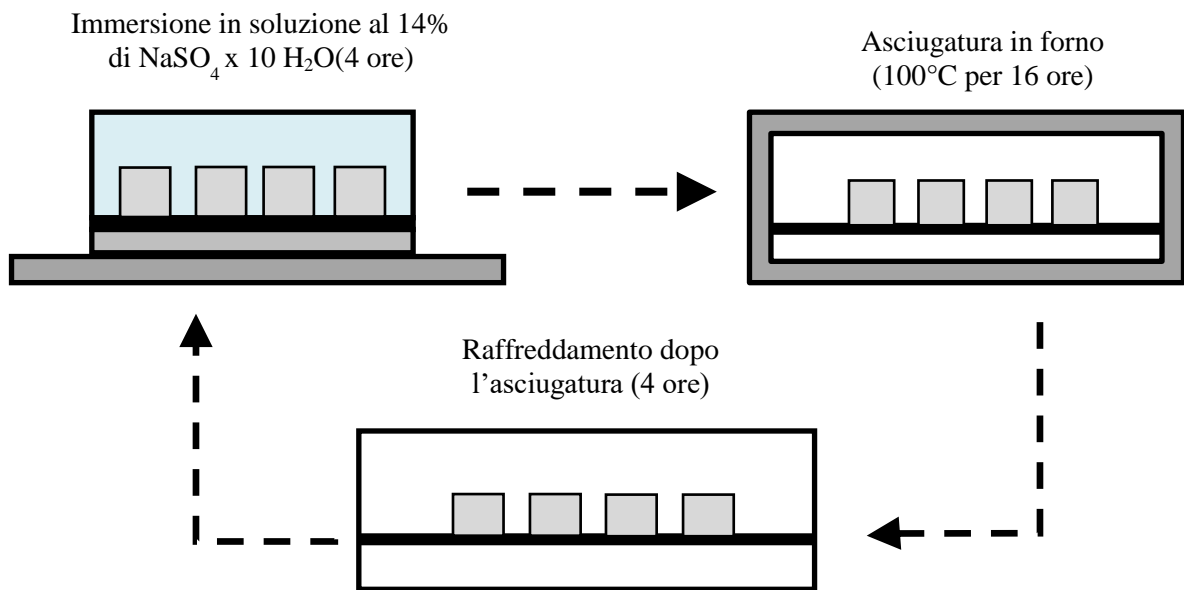 Immersione in soluzione al 14%
di NaSO₄ x 10 H₂O(4 ore)
Asciugatura in forno
(100°C per 16 ore)
Raffreddamento dopo
l’asciugatura (4 ore)